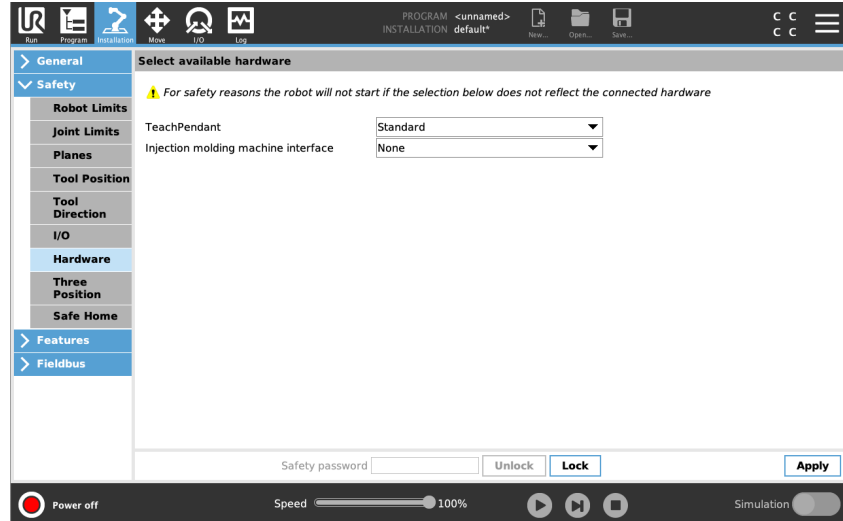 UR
Run
Program
Installation
Move
I/O
Log
PROGRAM <unnamed>
INSTALLATION default*
New...
Open...
Save...
C C
C C
General
Safety
Robot Limits
Joint Limits
Planes
Tool Position
Tool
Direction
I/O
Hardware
Three
Position
Safe Home
Features
Fieldbus
Select available hardware
For safety reasons the robot will not start if the selection below does not reflect the connected hardware
TeachPendant Standard
Injection molding machine interface None
Safety password Unlock Lock Apply
Power off Speed 100% Simulation